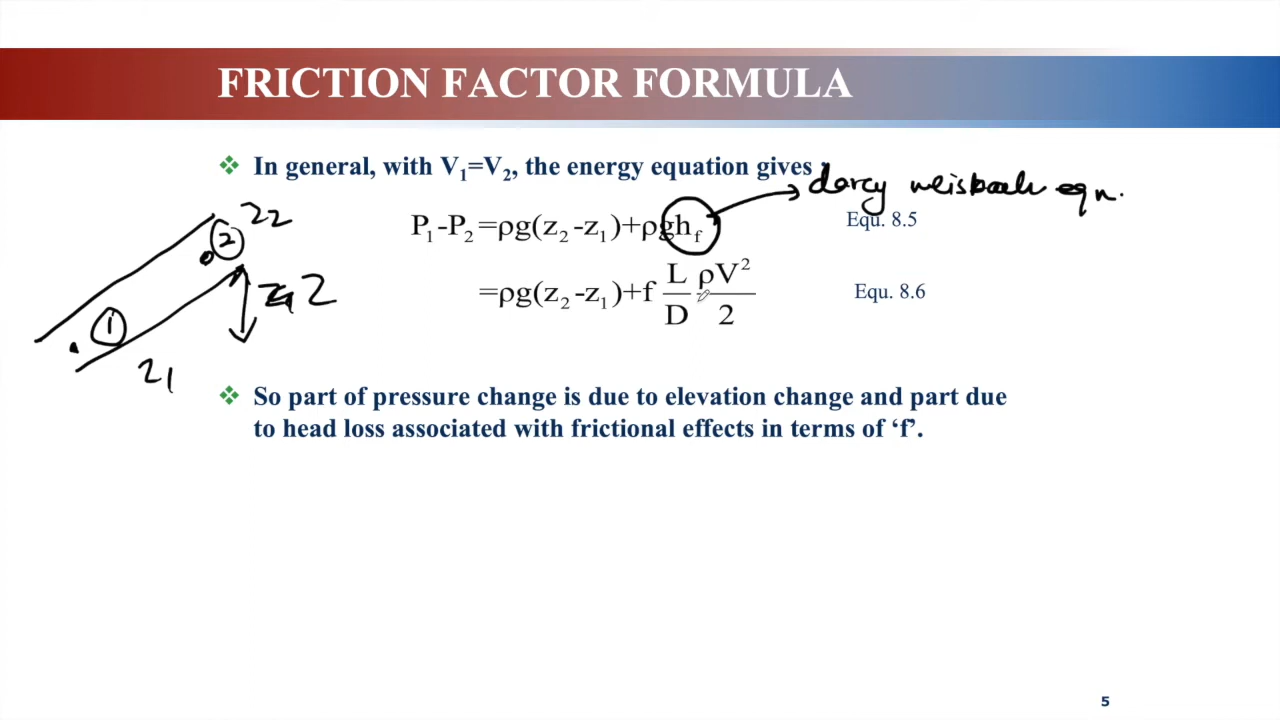 FRICTION FACTOR FORMULA
❖ In general, with V₁=V₂, the energy equation gives :
darcy weisbach eqn.
P₁-P₂=ρg(z₂-z₁)+ρgh_f Equ. 8.5
=ρg(z₂-z₁)+f L/D ρV²/2 Equ. 8.6
z2
2
1
2
z1
❖ So part of pressure change is due to elevation change and part due
to head loss associated with frictional effects in terms of ‘f’.
5